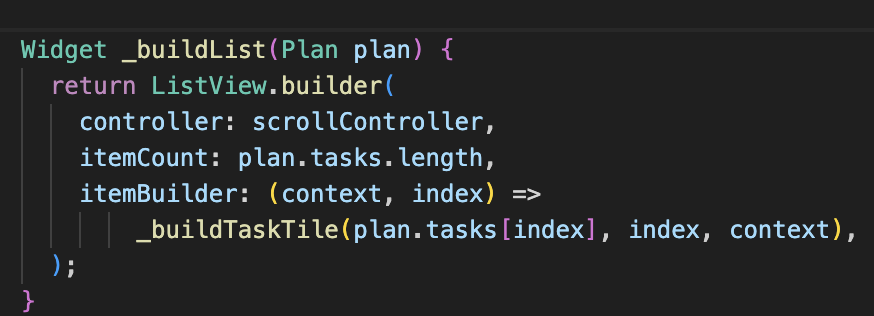 Widget _buildList(Plan plan) {
  return ListView.builder(
    controller: scrollController,
    itemCount: plan.tasks.length,
    itemBuilder: (context, index) =>
        _buildTaskTile(plan.tasks[index], index, context),
  );
}